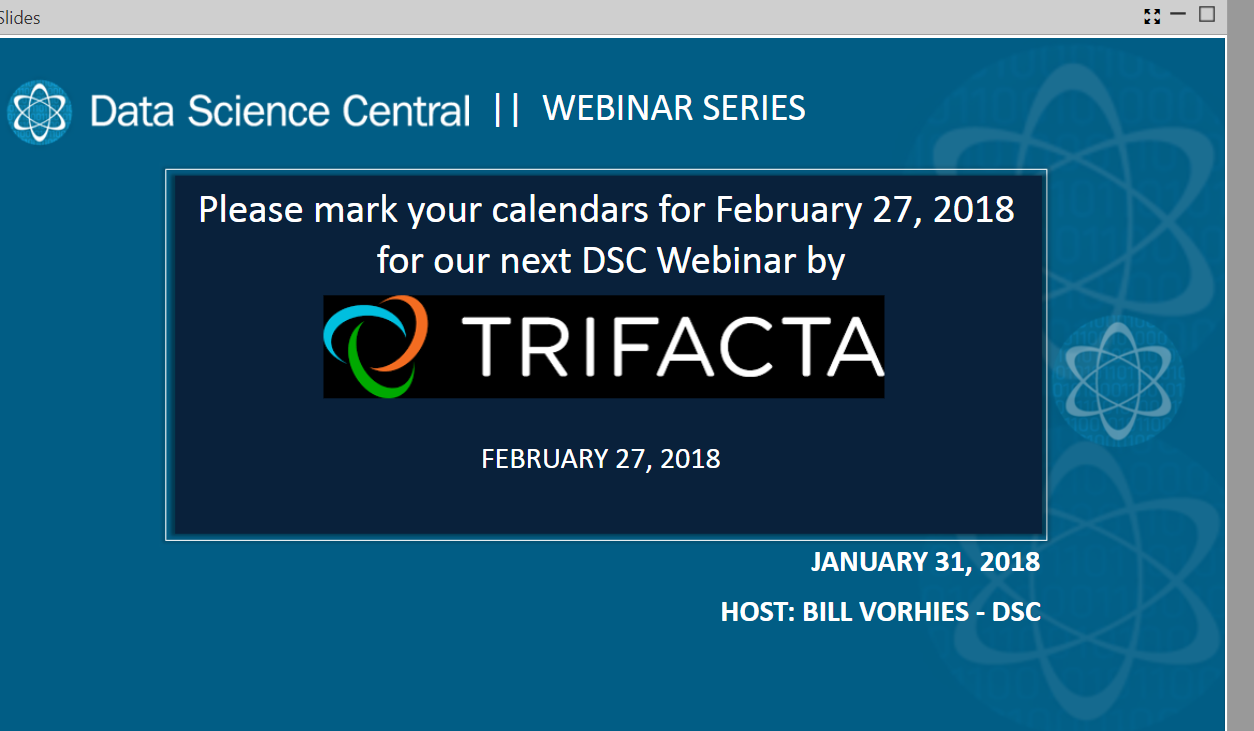 Slides
Data Science Central || WEBINAR SERIES
Please mark your calendars for February 27, 2018
for our next DSC Webinar by
TRIFACTA
FEBRUARY 27, 2018
JANUARY 31, 2018
HOST: BILL VORHIES - DSC